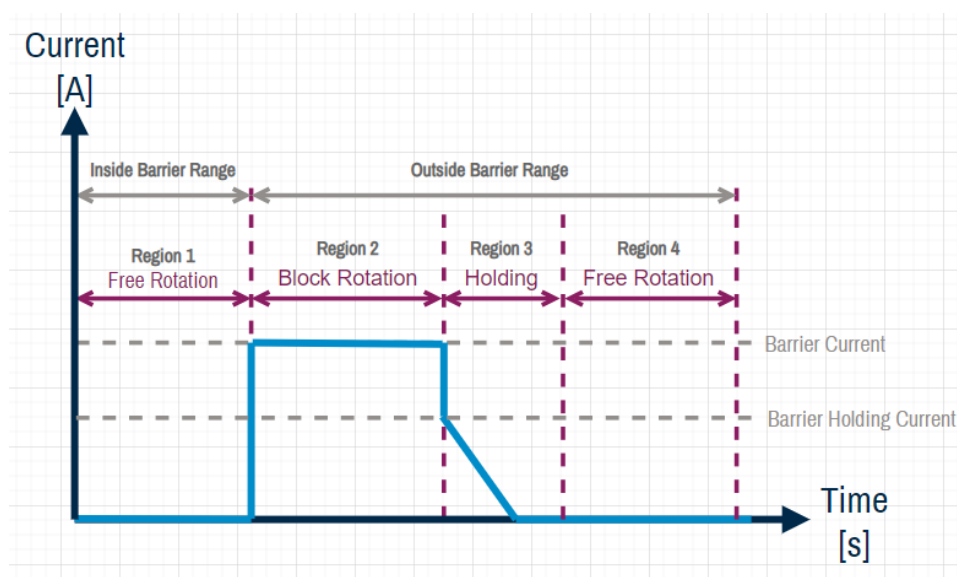 Current
[A]
Inside Barrier Range
Outside Barrier Range
Region 1
Free Rotation
Region 2
Block Rotation
Region 3
Holding
Region 4
Free Rotation
Barrier Current
Barrier Holding Current
Time
[s]